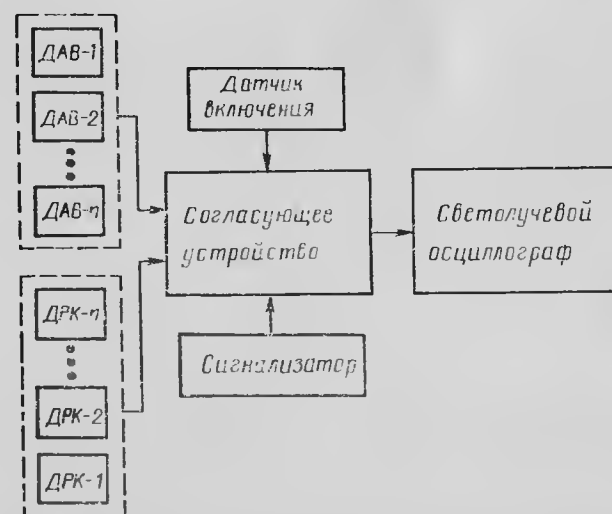 ДАВ-1
ДАВ-2
ДАВ-n
Датчик
включения
Согласующее
устройство
Светолучевой
осциллограф
ДРК-n
ДРК-2
ДРК-1
Сигнализатор